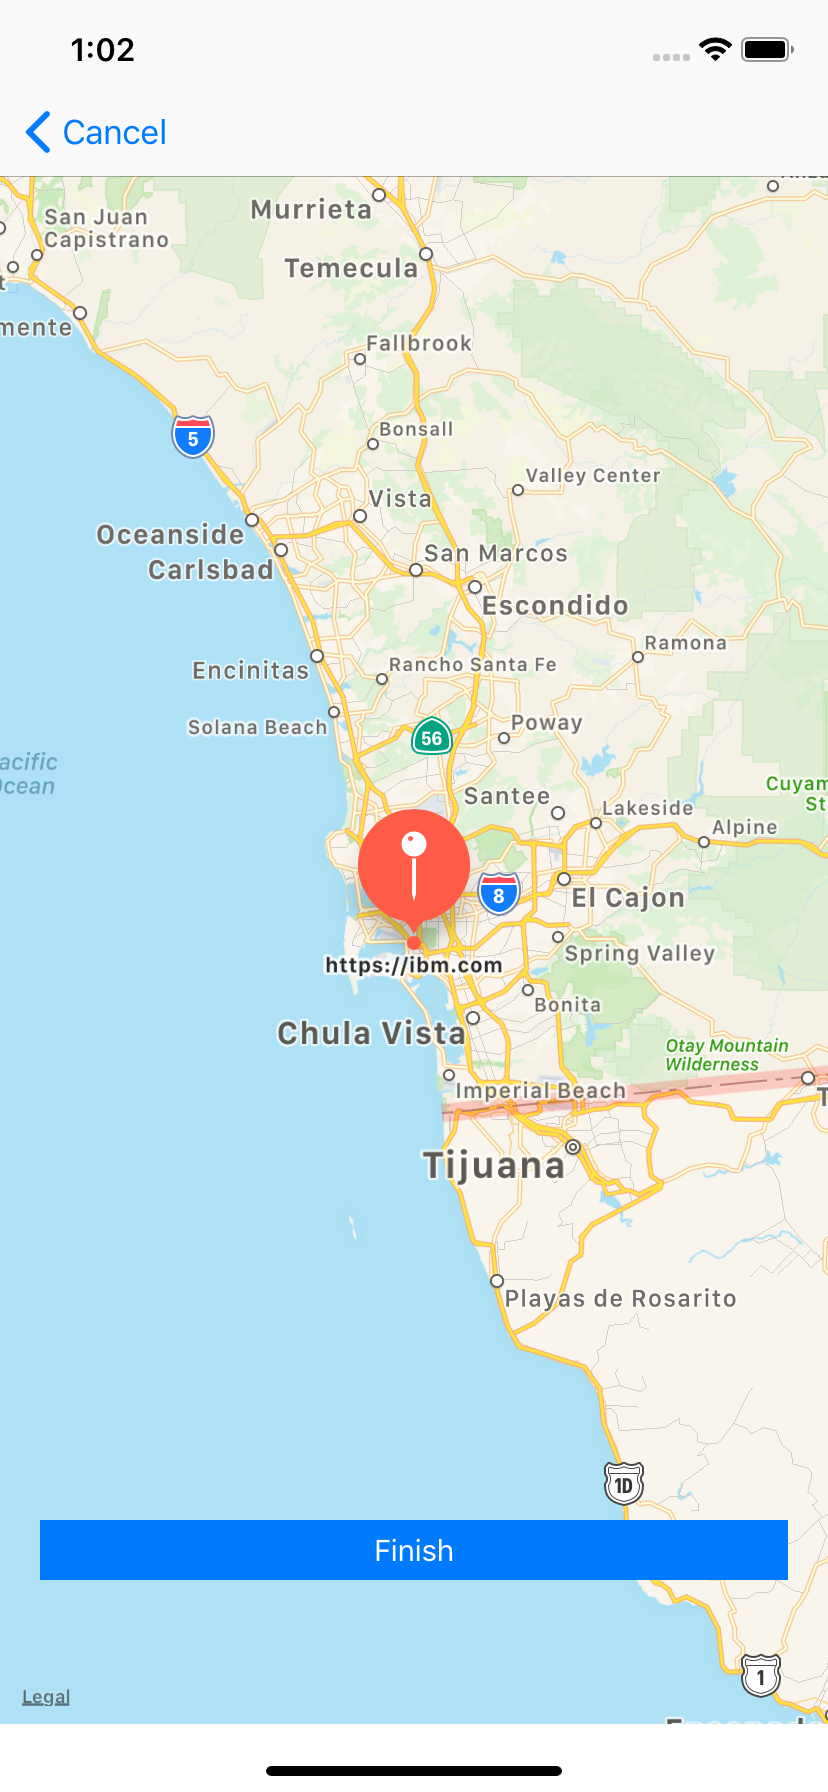 1:02
Cancel
San Juan
Capistrano
Murrieta
Temecula
mente
Fallbrook
5
Bonsall
Valley Center
Vista
Oceanside
San Marcos
Carlsbad
Escondido
Ramona
Encinitas
Rancho Santa Fe
Solana Beach
56
Poway
acific
Ocean
Santee
Cuyam
St
Lakeside
Alpine
8
El Cajon
Spring Valley
https://ibm.com
Bonita
Chula Vista
Otay Mountain
Wilderness
Imperial Beach
T
Tijuana
Playas de Rosarito
1D
Finish
1
Legal